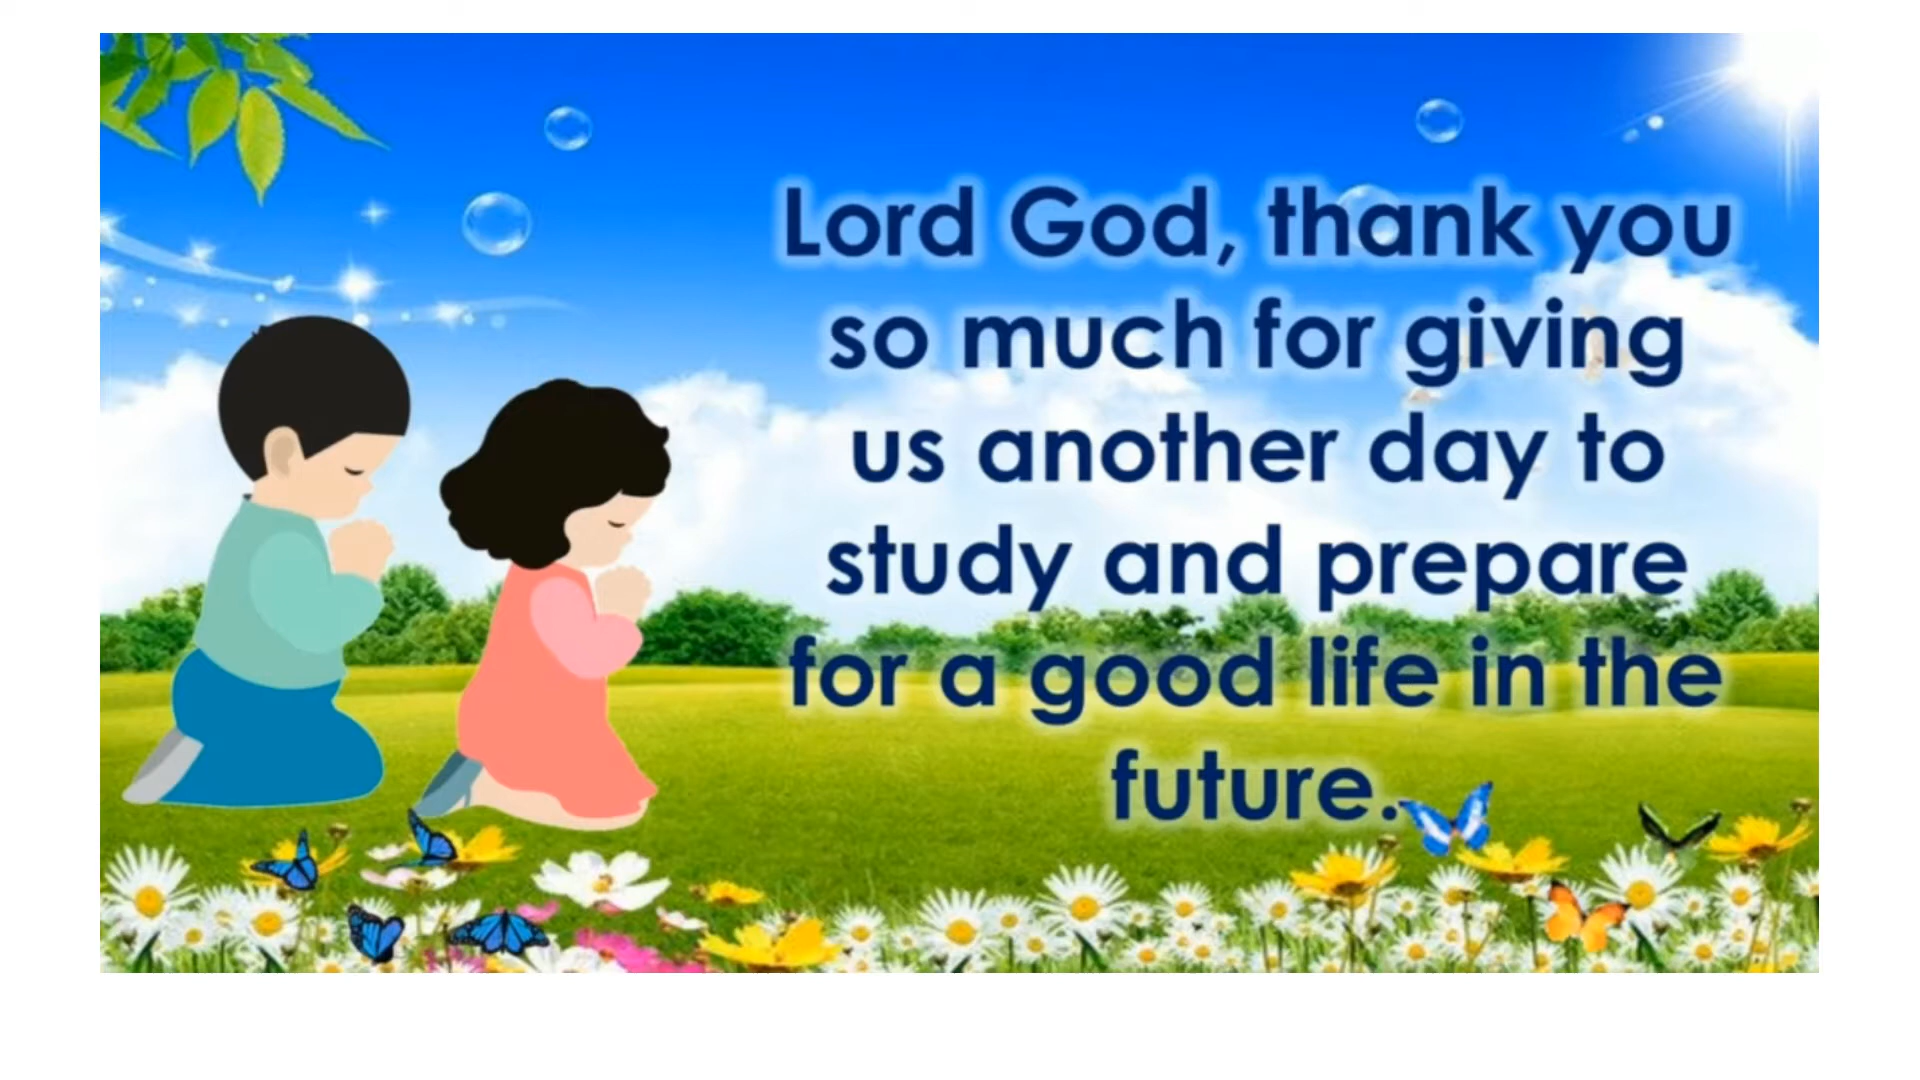 Lord God, thank you
so much for giving
us another day to
study and prepare
for a good life in the
future.